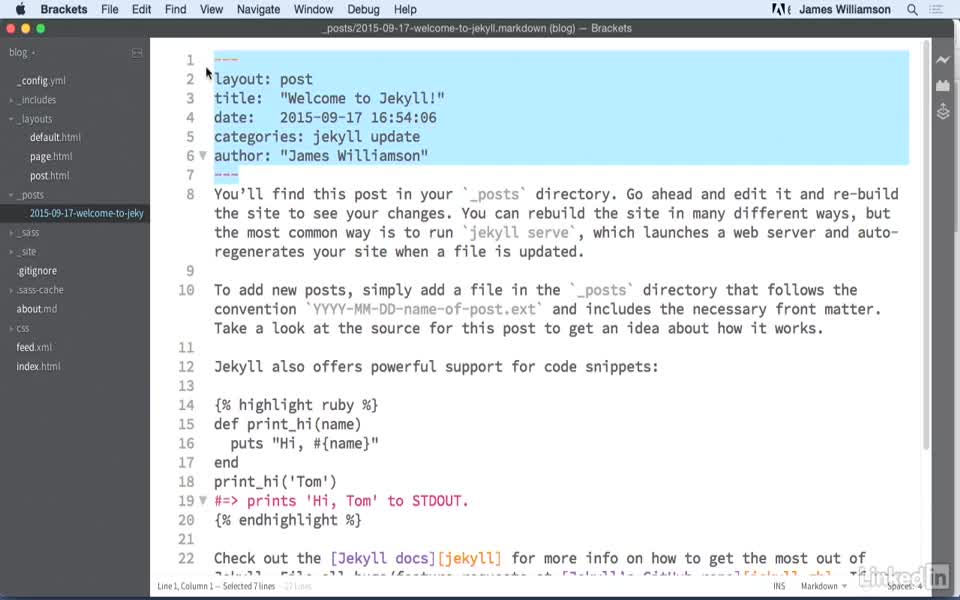 Brackets File Edit Find View Navigate Window Debug Help James Williamson
_posts/2015-09-17-welcome-to-jekyll.markdown (blog) — Brackets
blog
_config.yml
_includes
_layouts
default.html
page.html
post.html
_posts
2015-09-17-welcome-to-jeky
_sass
_site
.gitignore
.sass-cache
about.md
css
feed.xml
index.html
1 ---
2 layout: post
3 title:  "Welcome to Jekyll!"
4 date:   2015-09-17 16:54:06
5 categories: jekyll update
6 author: "James Williamson"
7 ---
8 You’ll find this post in your `_posts` directory. Go ahead and edit it and re-build
the site to see your changes. You can rebuild the site in many different ways, but
the most common way is to run `jekyll serve`, which launches a web server and auto-
regenerates your site when a file is updated.
9
10 To add new posts, simply add a file in the `_posts` directory that follows the
convention `YYYY-MM-DD-name-of-post.ext` and includes the necessary front matter.
Take a look at the source for this post to get an idea about how it works.
11
12 Jekyll also offers powerful support for code snippets:
13
14 {% highlight ruby %}
15 def print_hi(name)
16   puts "Hi, #{name}"
17 end
18 print_hi('Tom')
19 #=> prints 'Hi, Tom' to STDOUT.
20 {% endhighlight %}
21
22 Check out the [Jekyll docs][jekyll] for more info on how to get the most out of
Line 1, Column 1 — Selected 7 lines — 27 lines INS Markdown Spaces: 4
LinkedIn